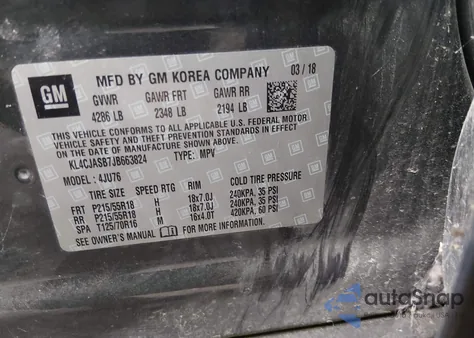 GM
MFD BY GM KOREA COMPANY 03/18
GVWR GAWR FRT GAWR RR
4286 LB 2348 LB 2194 LB
THIS VEHICLE CONFORMS TO ALL APPLICABLE U.S. FEDERAL MOTOR
VEHICLE SAFETY AND THEFT PREVENTION STANDARDS IN EFFECT
ON THE DATE OF MANUFACTURE SHOWN ABOVE.
KL4CJASB7JB663824 TYPE: MPV
MODEL: 4JU76
TIRE SIZE SPEED RTG RIM COLD TIRE PRESSURE
FRT P215/55R18 H 18x7.0J 240KPA, 35 PSI
RR P215/55R18 H 18x7.0J 240KPA, 35 PSI
SPA T125/70R16 M 16x4.0T 420KPA, 60 PSI
SEE OWNER'S MANUAL FOR MORE INFORMATION.
autoSnap